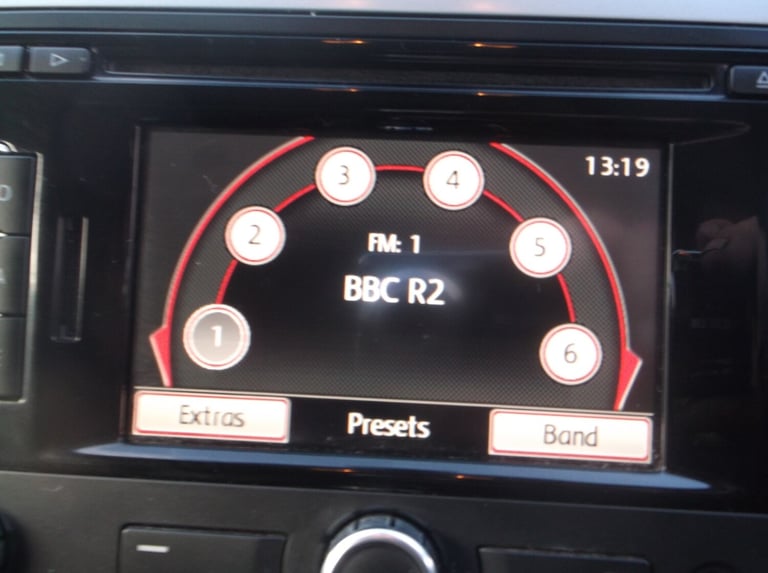 13:19
3 4
2 5
FM: 1
BBC R2
1 6
Extras Presets Band